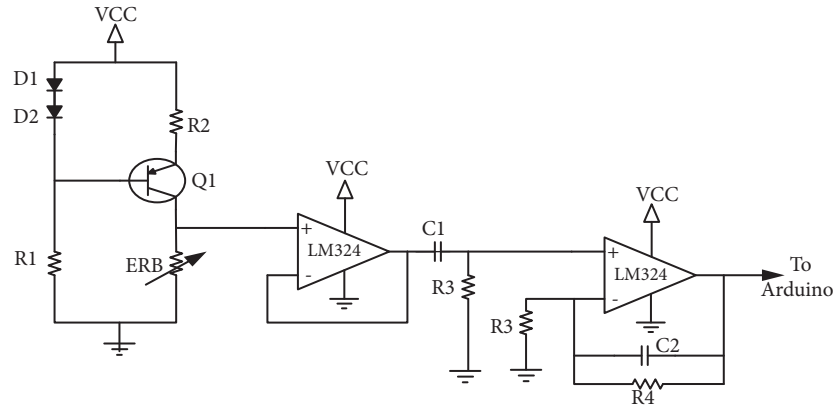 VCC
D1
D2
R2
Q1
R1
ERB
VCC
+
LM324
-
C1
R3
VCC
+
LM324
-
R3
C2
R4
To
Arduino